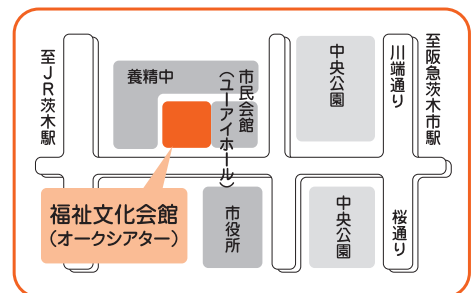 至JR茨木駅
養精中
市民会館
（ユーアイホール）
中央公園
川端通り
至阪急茨木市駅
福祉文化会館
（オークシアター）
市役所
中央公園
桜通り